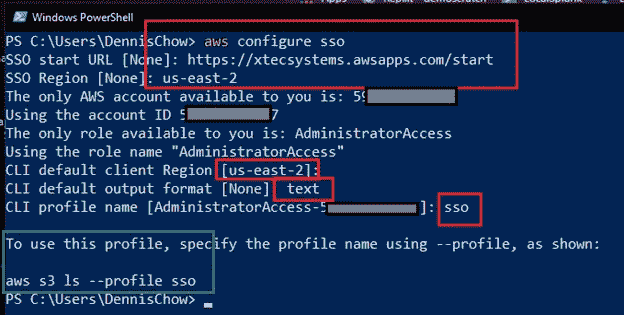 Windows PowerShell
PS C:\Users\DennisChow> aws configure sso
SSO start URL [None]: https://xtecsystems.awsapps.com/start
SSO Region [None]: us-east-2
The only AWS account available to you is: 59
Using the account ID 5 7
The only role available to you is: AdministratorAccess
Using the role name "AdministratorAccess"
CLI default client Region [us-east-2]:
CLI default output format [None] text
CLI profile name [AdministratorAccess-5 ]: sso
To use this profile, specify the profile name using --profile, as shown:
aws s3 ls --profile sso
PS C:\Users\DennisChow>